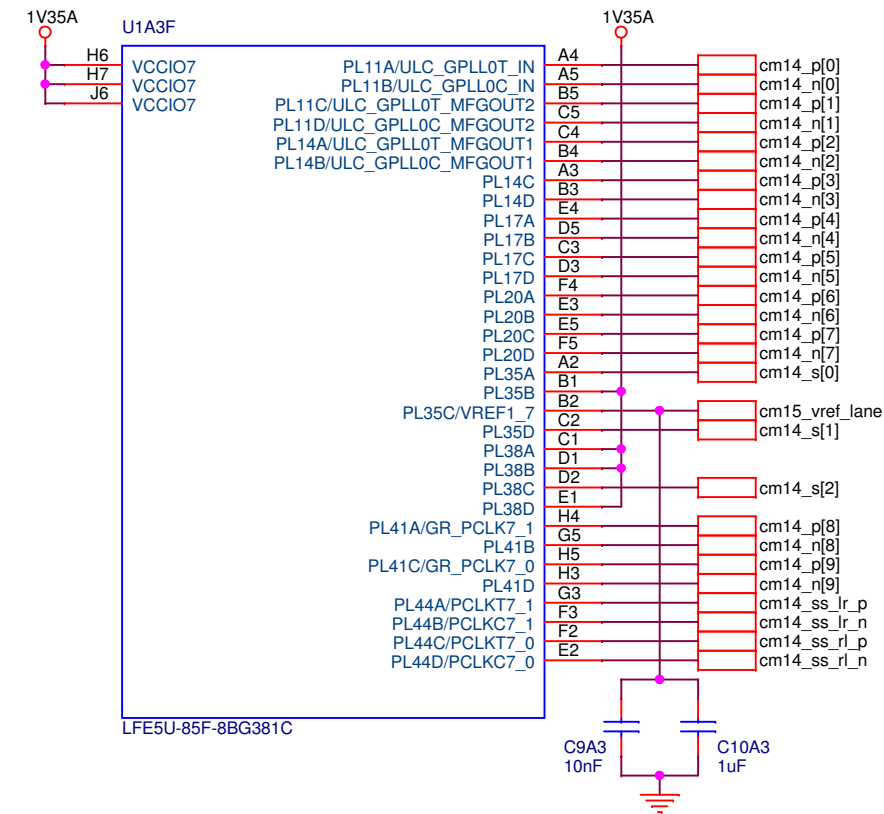 1V35A
1V35A
U1A3F
H6 VCCIO7
H7 VCCIO7
J6 VCCIO7
PL11A/ULC_GPLL0T_IN A4 cm14_p[0]
PL11B/ULC_GPLL0C_IN A5 cm14_n[0]
PL11C/ULC_GPLL0T_MFGOUT2 B5 cm14_p[1]
PL11D/ULC_GPLL0C_MFGOUT2 C5 cm14_n[1]
PL14A/ULC_GPLL0T_MFGOUT1 C4 cm14_p[2]
PL14B/ULC_GPLL0C_MFGOUT1 B4 cm14_n[2]
PL14C A3 cm14_p[3]
PL14D B3 cm14_n[3]
PL17A E4 cm14_p[4]
PL17B D5 cm14_n[4]
PL17C C3 cm14_p[5]
PL17D D3 cm14_n[5]
PL20A F4 cm14_p[6]
PL20B E3 cm14_n[6]
PL20C E5 cm14_p[7]
PL20D F5 cm14_n[7]
PL35A A2 cm14_s[0]
PL35B B1
PL35C/VREF1_7 B2 cm15_vref_lane
PL35D C2 cm14_s[1]
PL38A C1
PL38B D1
PL38C D2 cm14_s[2]
PL38D E1
PL41A/GR_PCLK7_1 H4 cm14_p[8]
PL41B G5 cm14_n[8]
PL41C/GR_PCLK7_0 H5 cm14_p[9]
PL41D H3 cm14_n[9]
PL44A/PCLKT7_1 G3 cm14_ss_lr_p
PL44B/PCLKC7_1 F3 cm14_ss_lr_n
PL44C/PCLKT7_0 F2 cm14_ss_rl_p
PL44D/PCLKC7_0 E2 cm14_ss_rl_n
LFE5U-85F-8BG381C
C9A3
10nF
C10A3
1uF